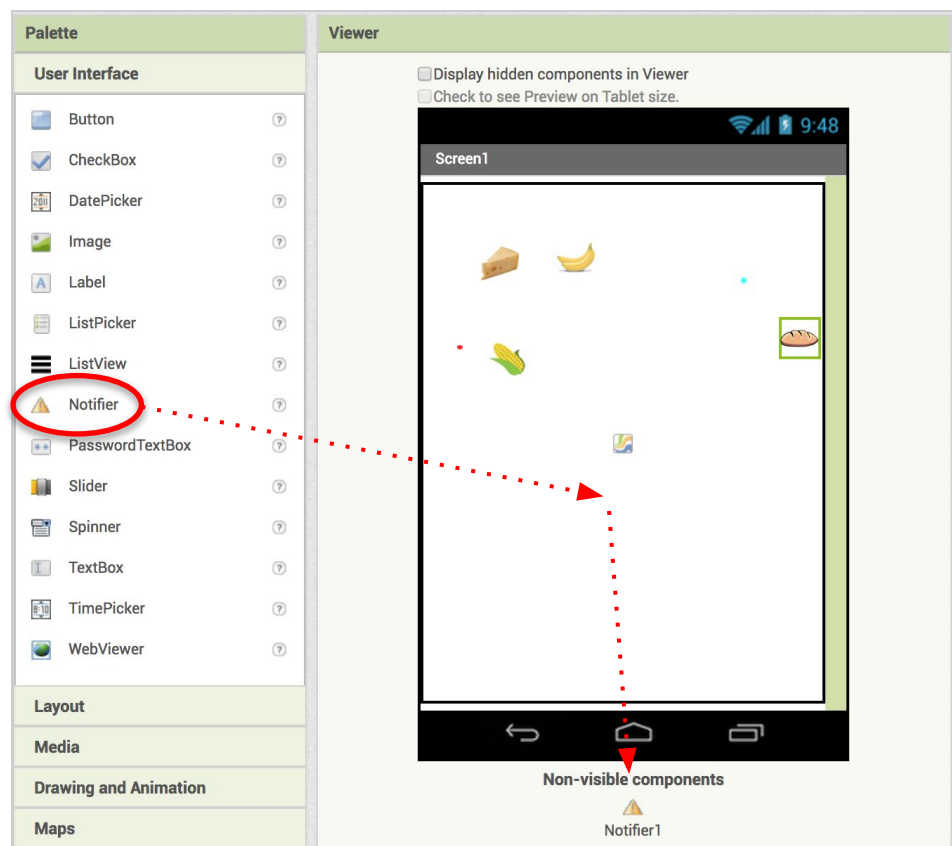 Palette
User Interface
Button
CheckBox
DatePicker
Image
Label
ListPicker
ListView
Notifier
PasswordTextBox
Slider
Spinner
TextBox
TimePicker
WebViewer
Layout
Media
Drawing and Animation
Maps
Viewer
Display hidden components in Viewer
Check to see Preview on Tablet size.
9:48
Screen1
Non-visible components
Notifier1